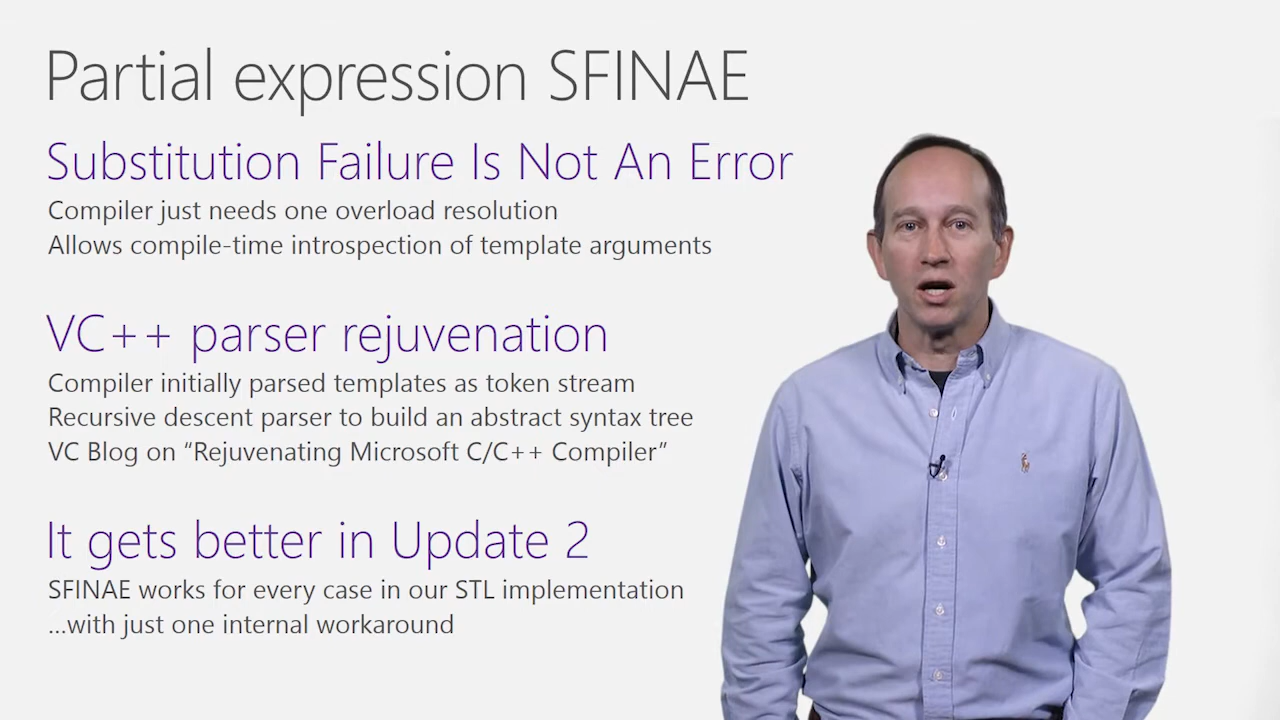 Partial expression SFINAE
Substitution Failure Is Not An Error
Compiler just needs one overload resolution
Allows compile-time introspection of template arguments
VC++ parser rejuvenation
Compiler initially parsed templates as token stream
Recursive descent parser to build an abstract syntax tree
VC Blog on “Rejuvenating Microsoft C/C++ Compiler”
It gets better in Update 2
SFINAE works for every case in our STL implementation
...with just one internal workaround